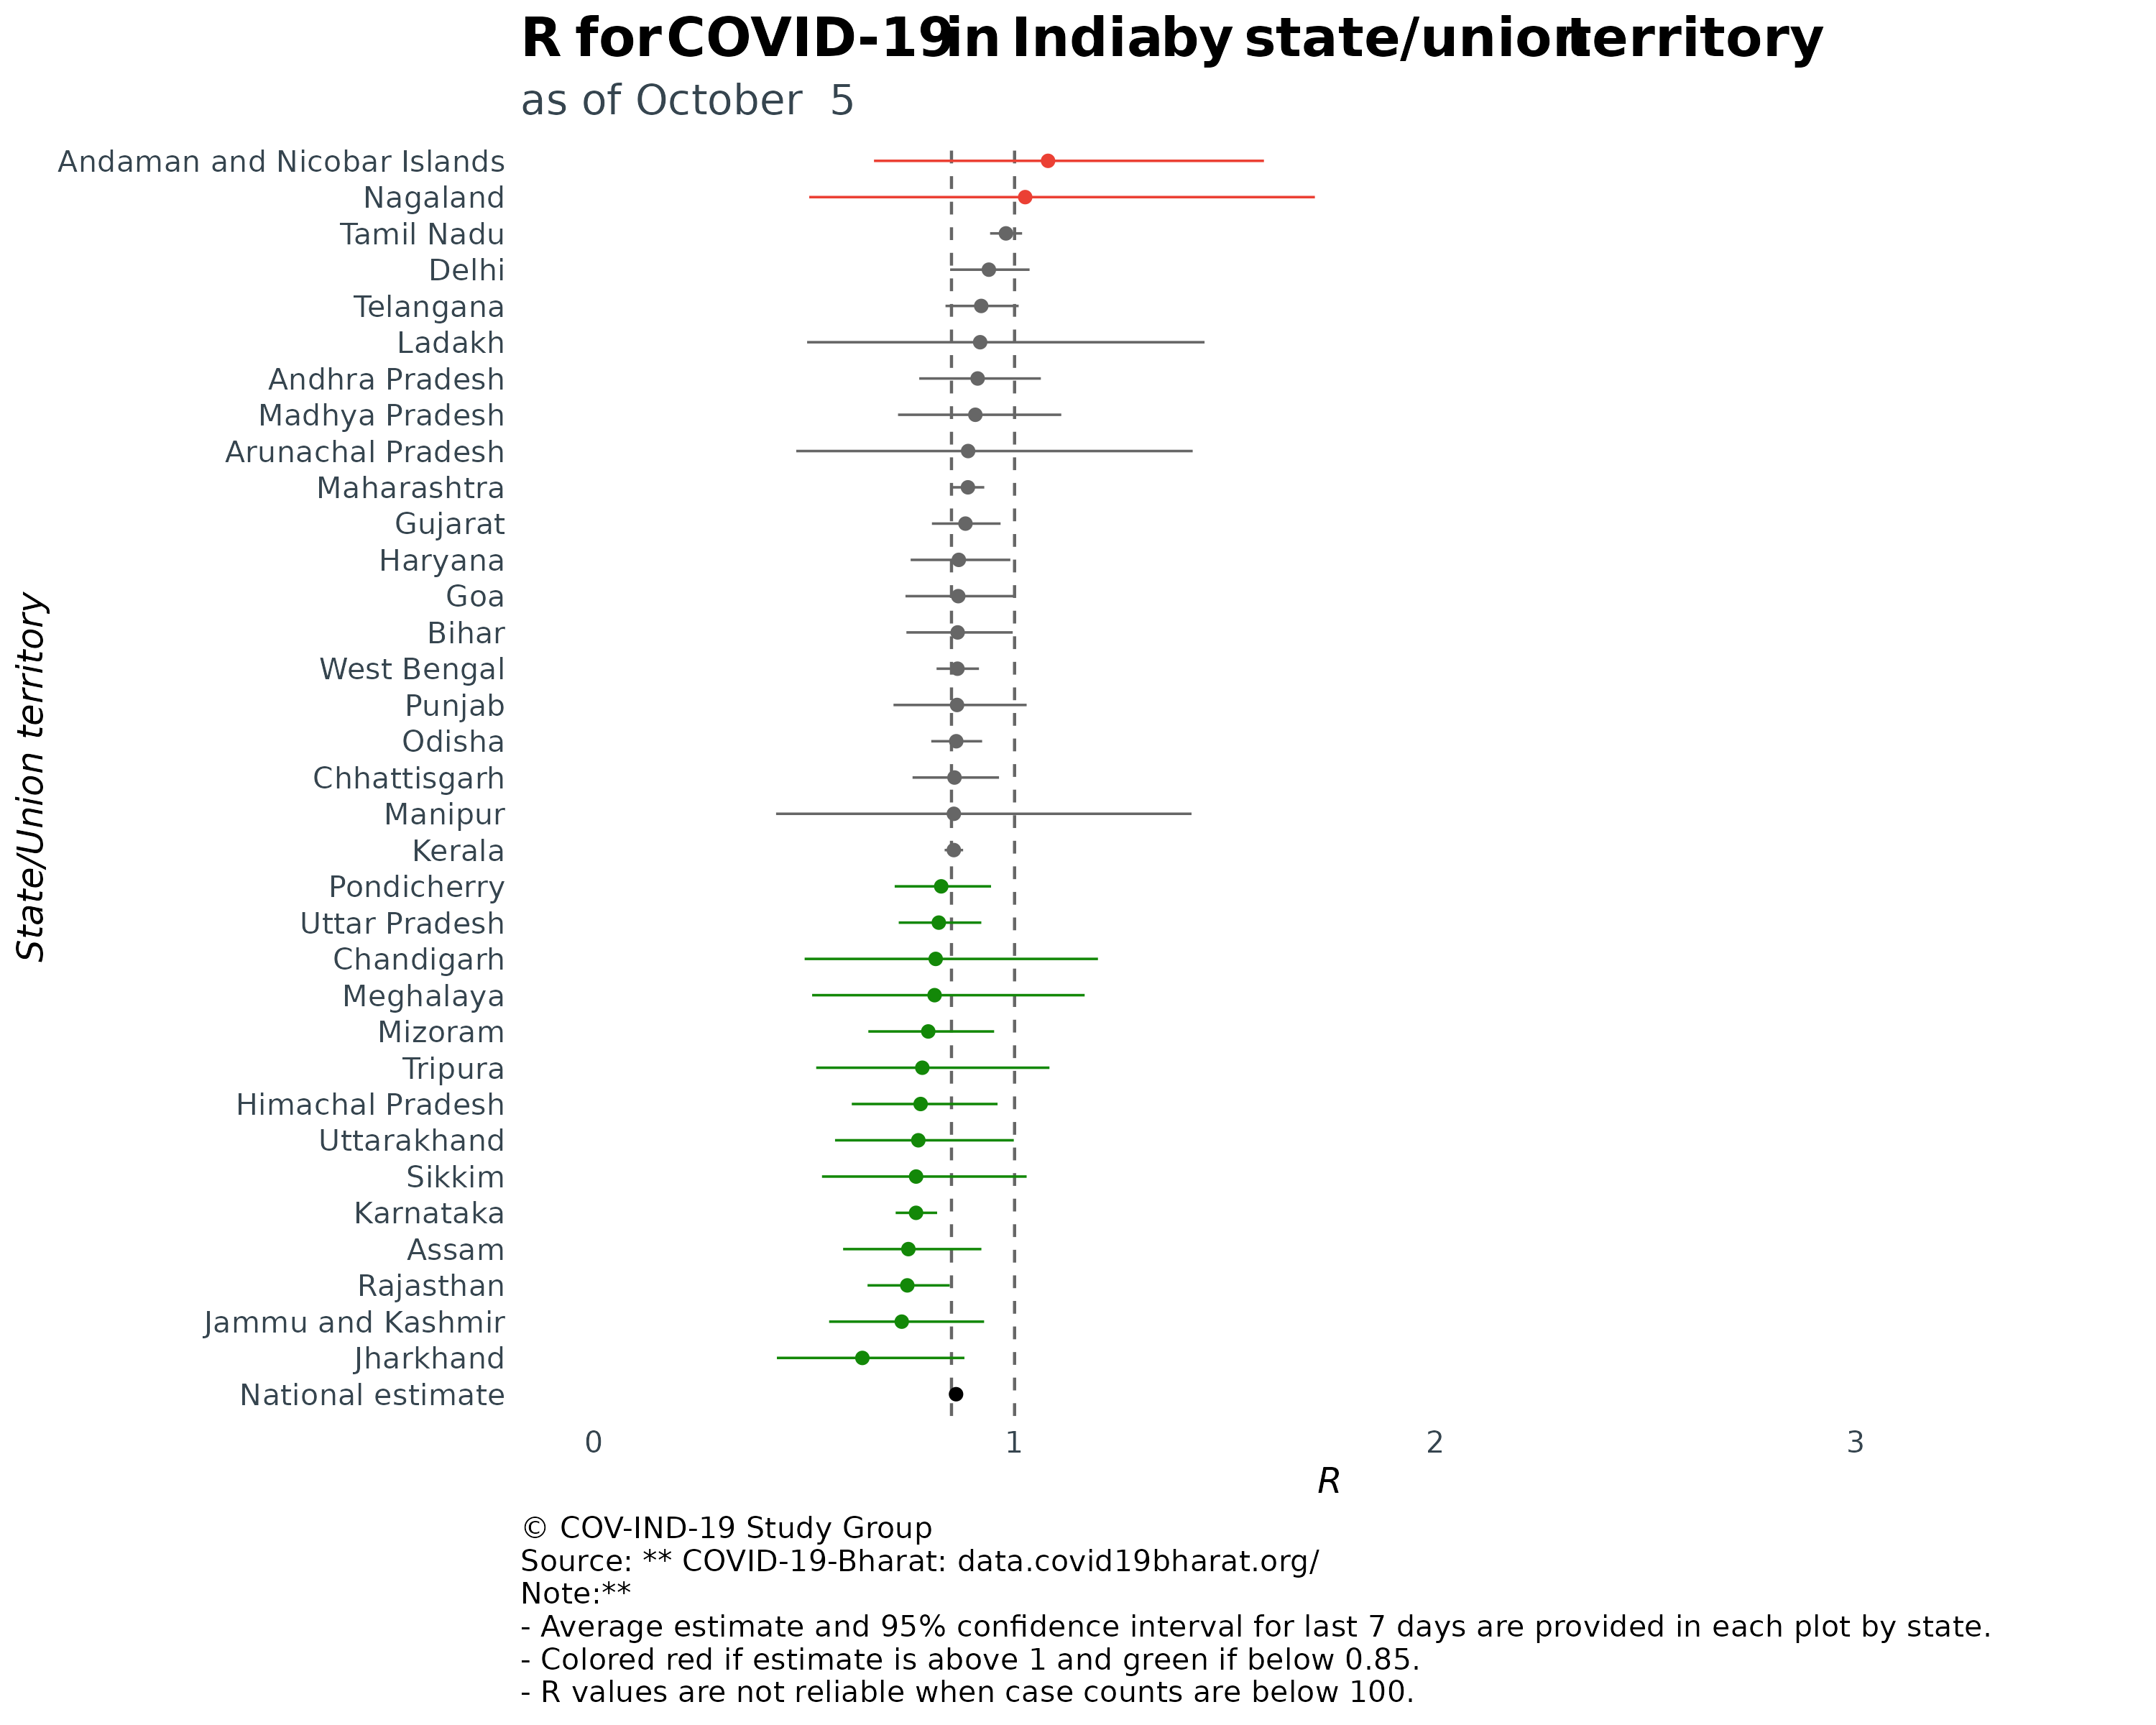 R for COVID-19 in India by state/union territory
as of October 5
Andaman and Nicobar Islands
Nagaland
Tamil Nadu
Delhi
Telangana
Ladakh
Andhra Pradesh
Madhya Pradesh
Arunachal Pradesh
Maharashtra
Gujarat
Haryana
Goa
Bihar
West Bengal
Punjab
Odisha
Chhattisgarh
Manipur
Kerala
Pondicherry
Uttar Pradesh
Chandigarh
Meghalaya
Mizoram
Tripura
Himachal Pradesh
Uttarakhand
Sikkim
Karnataka
Assam
Rajasthan
Jammu and Kashmir
Jharkhand
National estimate
State/Union territory
0 1 2 3
R
© COV-IND-19 Study Group
Source: ** COVID-19-Bharat: data.covid19bharat.org/
Note:**
- Average estimate and 95% confidence interval for last 7 days are provided in each plot by state.
- Colored red if estimate is above 1 and green if below 0.85.
- R values are not reliable when case counts are below 100.